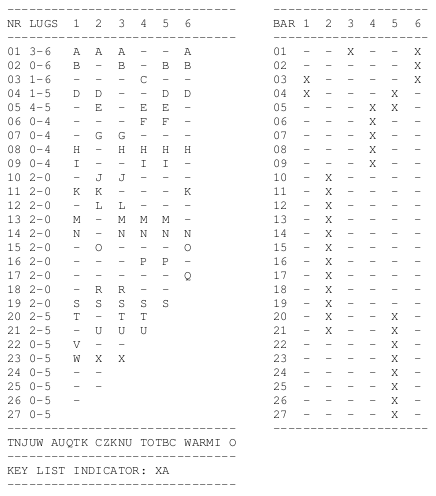 NR LUGS 1 2 3 4 5 6
01 3-6 A A A - - A
02 0-6 B - B - B B
03 1-6 - - - C - -
04 1-5 D D - - D D
05 4-5 - E - E E -
06 0-4 - - - F F -
07 0-4 - G G - - -
08 0-4 H - H H H H
09 0-4 I - - I I -
10 2-0 - J J - - -
11 2-0 K K - - - K
12 2-0 - L L - - -
13 2-0 M - M M M -
14 2-0 N - N N N N
15 2-0 - O - - - O
16 2-0 - - - P P -
17 2-0 - - - - - Q
18 2-0 - R R - -
19 2-0 S S S S S
20 2-5 T - T T
21 2-5 - U U U
22 0-5 V - -
23 0-5 W X X
24 0-5 - -
25 0-5 - -
26 0-5 -
27 0-5
TNJUW AUQTK CZKNU TOTBC WARMI O
KEY LIST INDICATOR: XA
BAR 1 2 3 4 5 6
01 - - X - - X
02 - - - - - X
03 X - - - - X
04 X - - - X -
05 - - - X X -
06 - - - X - -
07 - - - X - -
08 - - - X - -
09 - - - X - -
10 - X - - - -
11 - X - - - -
12 - X - - - -
13 - X - - - -
14 - X - - - -
15 - X - - - -
16 - X - - - -
17 - X - - - -
18 - X - - - -
19 - X - - - -
20 - X - - X -
21 - X - - X -
22 - - - - X -
23 - - - - X -
24 - - - - X -
25 - - - - X -
26 - - - - X -
27 - - - - X -